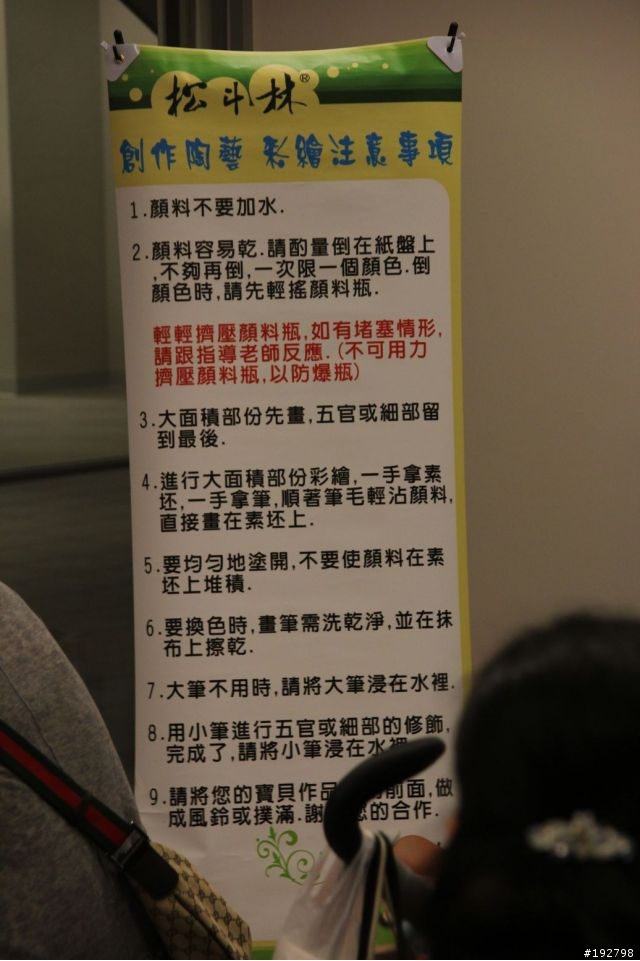 松斗林®
創作陶藝 彩繪注意事項
1.顏料不要加水.
2.顏料容易乾.請酌量倒在紙盤上
,不夠再倒,一次限一個顏色.倒
顏色時,請先輕搖顏料瓶.
輕輕擠壓顏料瓶,如有堵塞情形,
請跟指導老師反應.(不可用力
擠壓顏料瓶,以防爆瓶)
3.大面積部份先畫,五官或細部留
到最後.
4.進行大面積部份彩繪,一手拿素
坯,一手拿筆,順著筆毛輕沾顏料,
直接畫在素坯上.
5.要均勻地塗開,不要使顏料在素
坯上堆積.
6.要換色時,畫筆需洗乾淨,並在抹
布上擦乾.
7.大筆不用時,請將大筆浸在水裡.
8.用小筆進行五官或細部的修飾,
完成了,請將小筆浸在水裡
9.請將您的寶貝作品 前面,做
成風鈴或撲滿.謝 您的合作.
#192798